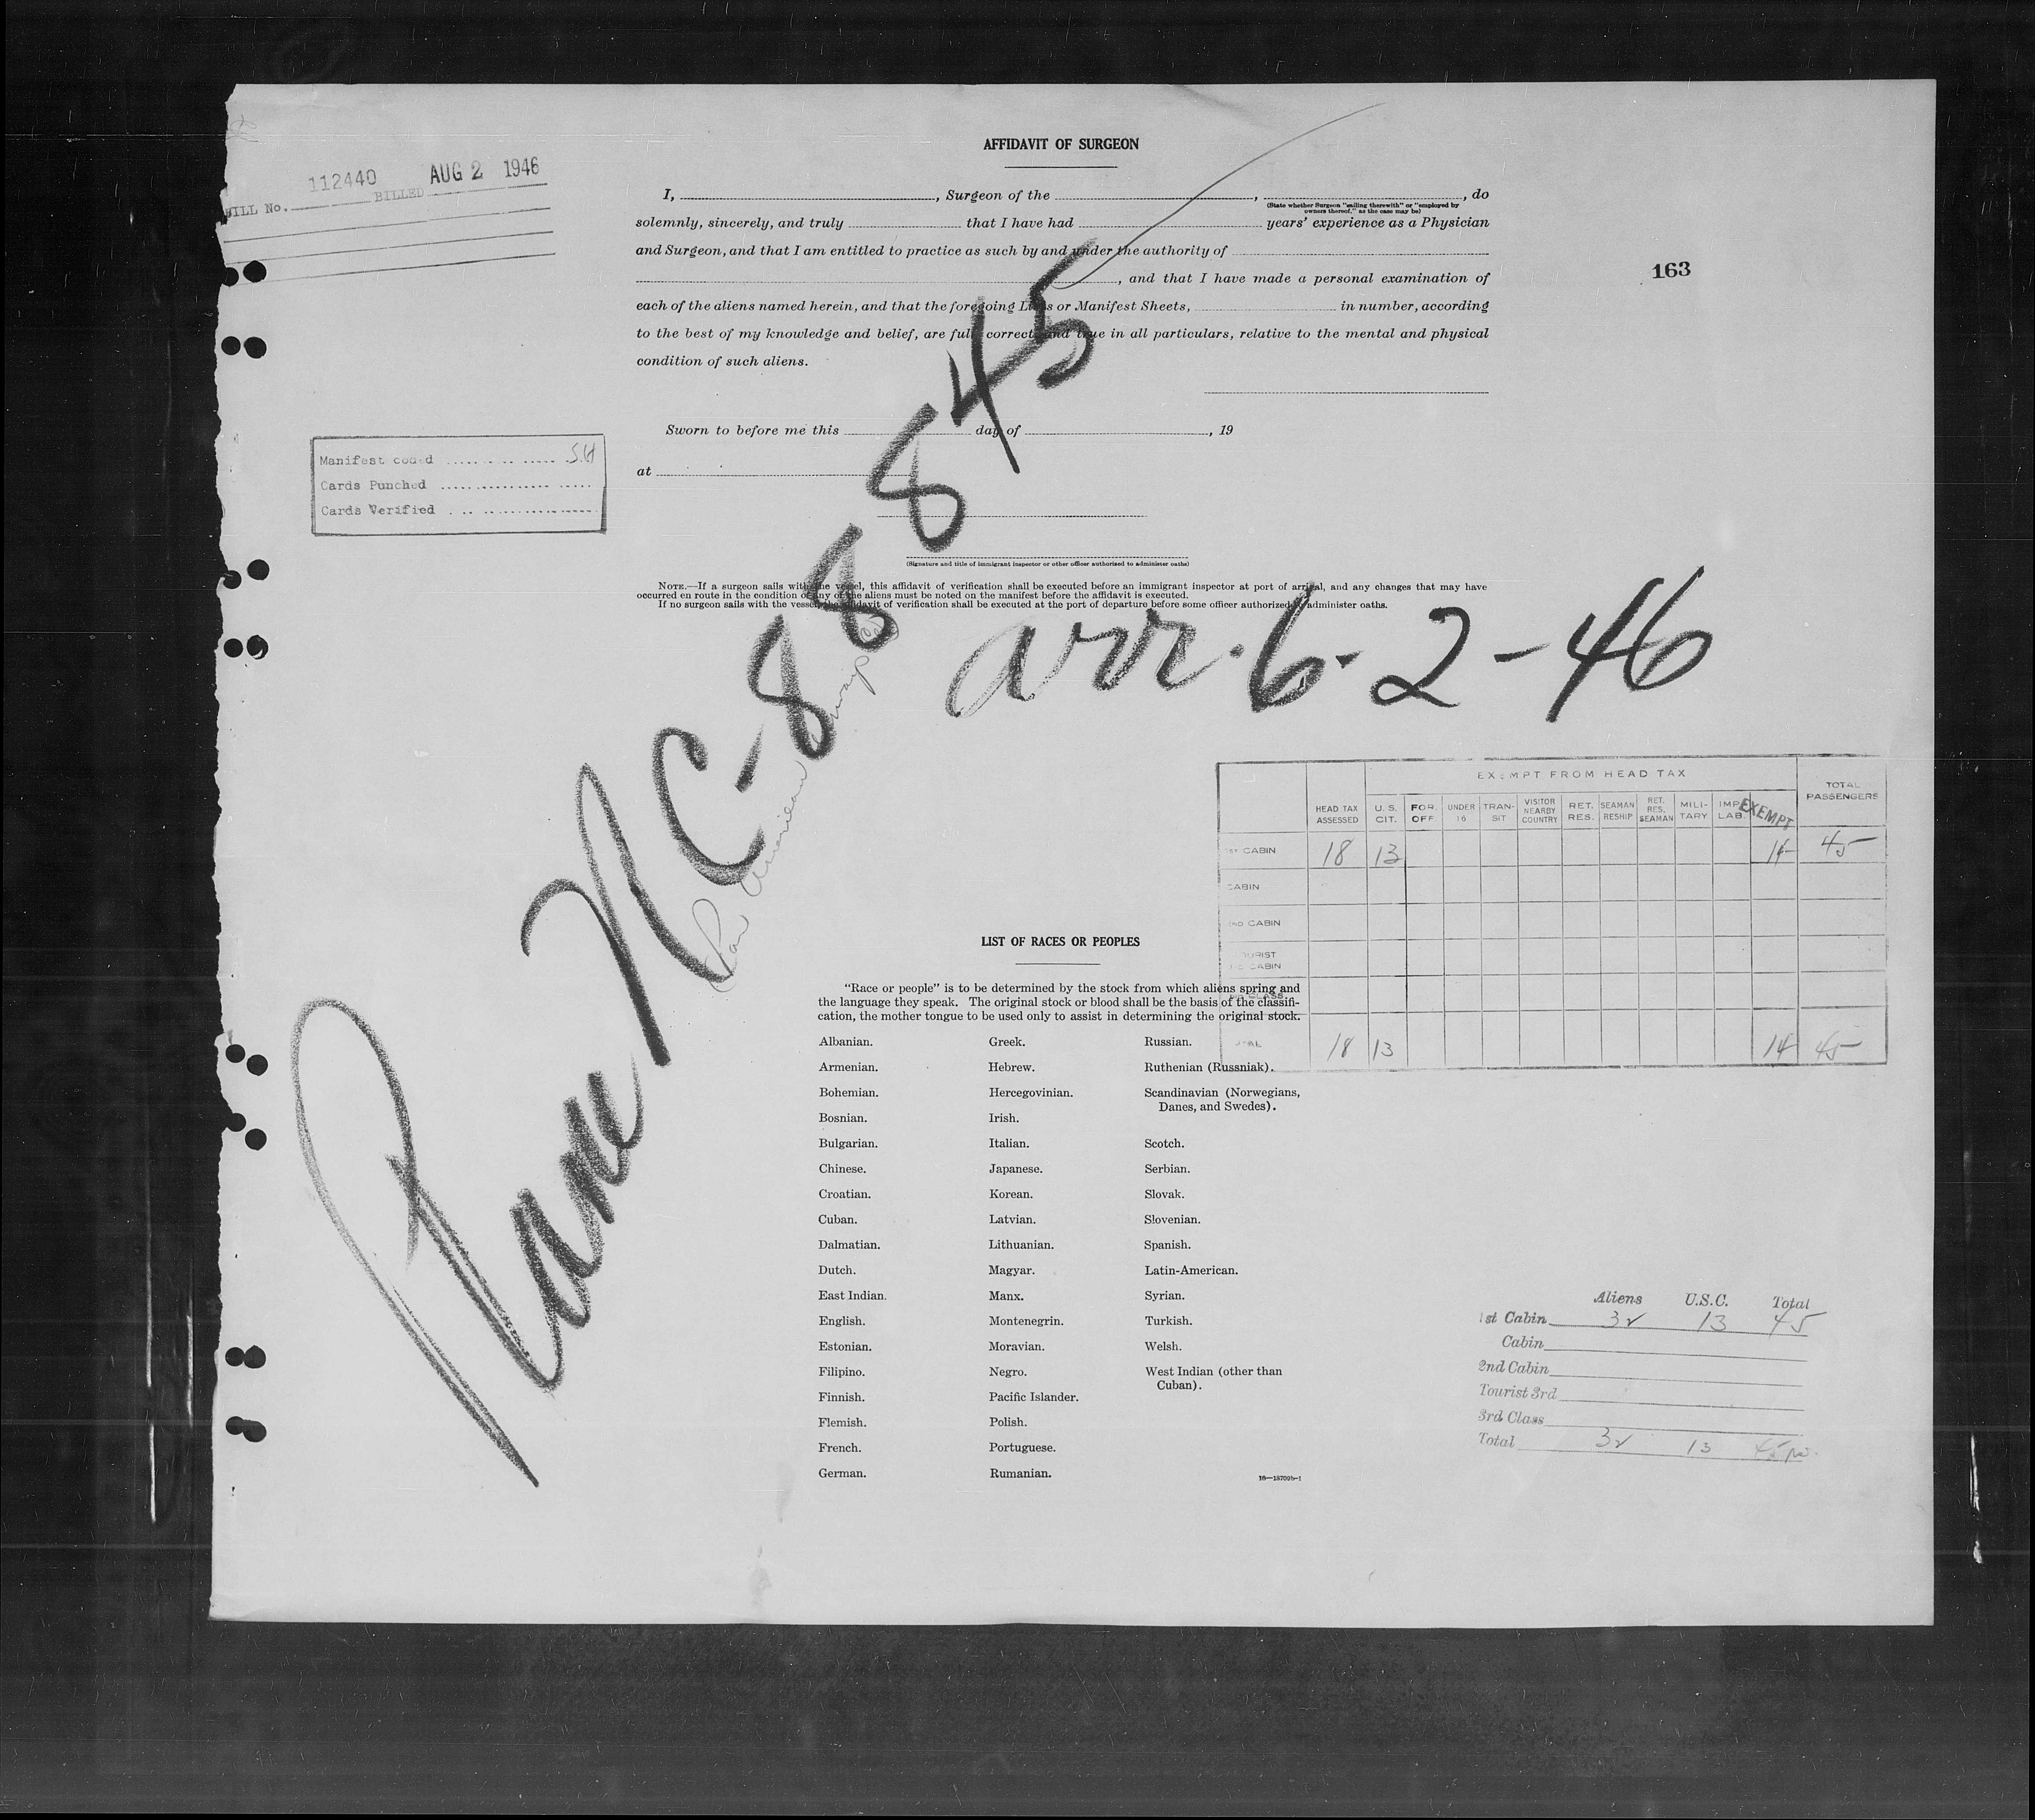 112440 AUG 2 1946
BILL No. BILLED
AFFIDAVIT OF SURGEON
I, , Surgeon of the , , do
(State whether Surgeon "sailing therewith" or "employed by
owners thereof," as the case may be)
solemnly, sincerely, and truly that I have had years' experience as a Physician
and Surgeon, and that I am entitled to practice as such by and under the authority of
, and that I have made a personal examination of
each of the aliens named herein, and that the foregoing Lists or Manifest Sheets, in number, according
to the best of my knowledge and belief, are full, correct, and true in all particulars, relative to the mental and physical
condition of such aliens.
163
Sworn to before me this day of , 19
at
Manifest coded S.H
Cards Punched
Cards Verified
(Signature and title of immigrant inspector or other officer authorized to administer oaths)
NOTE.—If a surgeon sails with the vessel, this affidavit of verification shall be executed before an immigrant inspector at port of arrival, and any changes that may have
occurred en route in the condition of any of the aliens must be noted on the manifest before the affidavit is executed.
If no surgeon sails with the vessel, the affidavit of verification shall be executed at the port of departure before some officer authorized to administer oaths.
Plane NC-88845
Pan American
arr. 6-2-46
EXEMPT FROM HEAD TAX
HEAD TAX ASSESSED U. S. CIT. FOR. OFF. UNDER 16 TRAN- SIT VISITOR NEARBY COUNTRY RET. RES. SEAMAN RESHIP RET. RES. SEAMAN MILI- TARY IMP. LAB. EXEMPT TOTAL PASSENGERS
1ST CABIN 18 13 14 45
CABIN
2ND CABIN
TOURIST
CABIN
CLASS
TOTAL 18 13 14 45
LIST OF RACES OR PEOPLES
"Race or people" is to be determined by the stock from which aliens spring and
the language they speak. The original stock or blood shall be the basis of the classifi-
cation, the mother tongue to be used only to assist in determining the original stock.
Albanian. Greek. Russian.
Armenian. Hebrew. Ruthenian (Russniak).
Bohemian. Hercegovinian. Scandinavian (Norwegians,
Danes, and Swedes).
Bosnian. Irish.
Bulgarian. Italian. Scotch.
Chinese. Japanese. Serbian.
Croatian. Korean. Slovak.
Cuban. Latvian. Slovenian.
Dalmatian. Lithuanian. Spanish.
Dutch. Magyar. Latin-American.
East Indian. Manx. Syrian.
English. Montenegrin. Turkish.
Estonian. Moravian. Welsh.
Filipino. Negro. West Indian (other than
Cuban).
Finnish. Pacific Islander.
Flemish. Polish.
French. Portuguese.
German. Rumanian.
16—18709b-1
Aliens U.S.C. Total
1st Cabin 32 13 45
Cabin
2nd Cabin
Tourist 3rd
3rd Class
Total 32 13 45